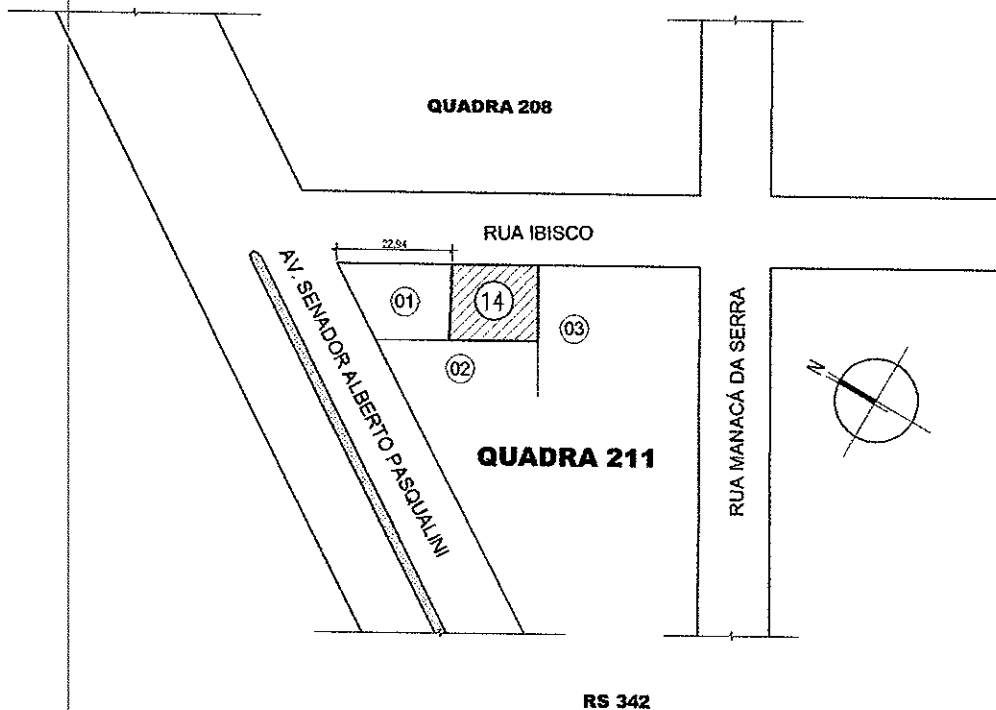 QUADRA 208
RUA IBISCO
22,94
AV. SENADOR ALBERTO PASQUALINI
01
14
03
02
RUA MANACÁ DA SERRA
N
QUADRA 211
RS 342